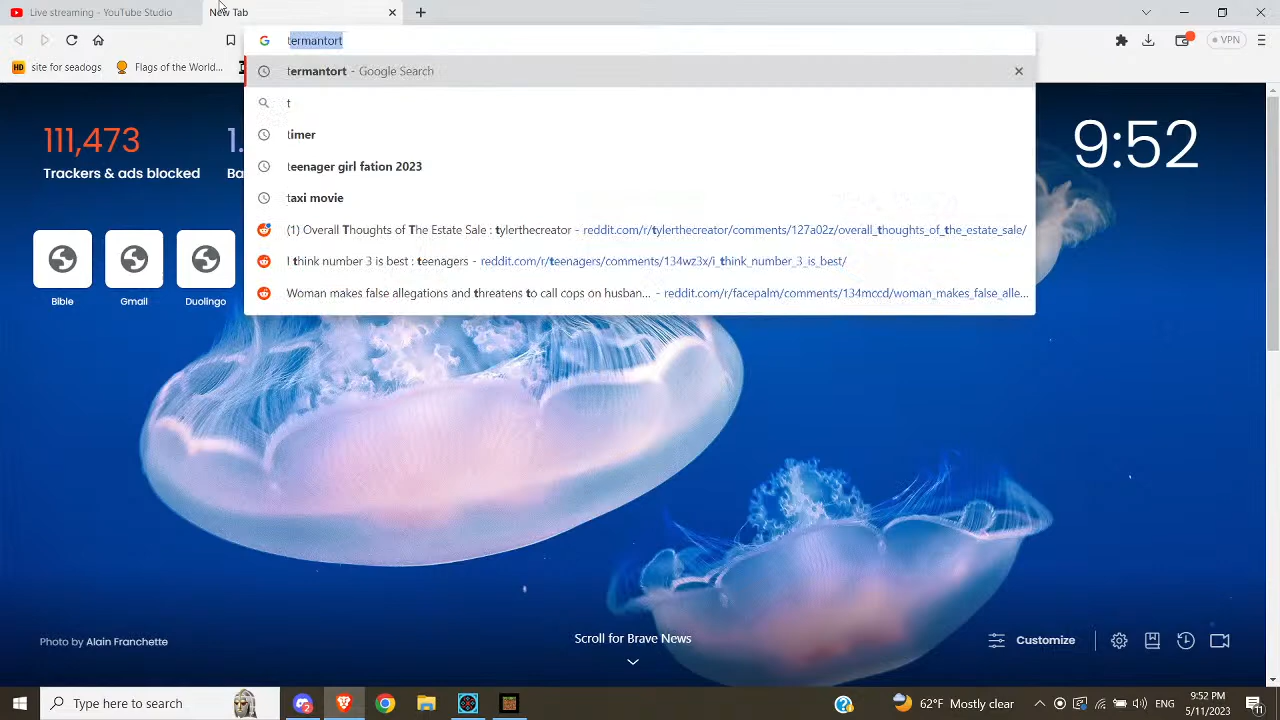 Live streaming - YouTube Studio
New Tab
termantort
VPN
site for seadogs
Flags of the World...
termantort - Google Search
t
timer
teenager girl fation 2023
taxi movie
(1) Overall Thoughts of The Estate Sale : tylerthecreator - reddit.com/r/tylerthecreator/comments/127a02z/overall_thoughts_of_the_estate_sale/
I think number 3 is best : teenagers - reddit.com/r/teenagers/comments/134wz3x/i_think_number_3_is_best/
Woman makes false allegations and threatens to call cops on husban... - reddit.com/r/facepalm/comments/134mccd/woman_makes_false_alle...
111,473
1.
9:52
Trackers & ads blocked
Ba
Bible
Gmail
Duolingo
Photo by Alain Franchette
Scroll for Brave News
Customize
Type here to search
62°F Mostly clear
ENG
9:52 PM
5/11/2023